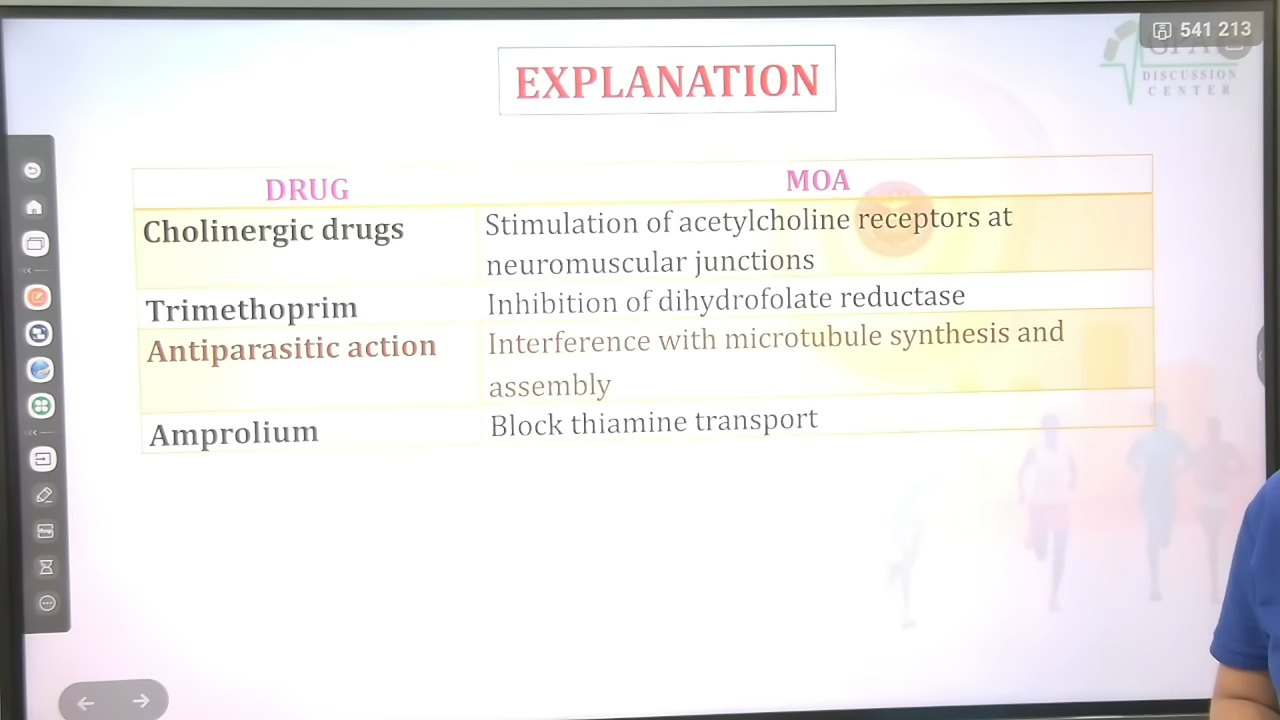 541 213
DISCUSSION
CENTER
EXPLANATION
DRUG
MOA
Cholinergic drugs
Stimulation of acetylcholine receptors at
neuromuscular junctions
Trimethoprim
Inhibition of dihydrofolate reductase
Antiparasitic action
Interference with microtubule synthesis and
assembly
Amprolium
Block thiamine transport